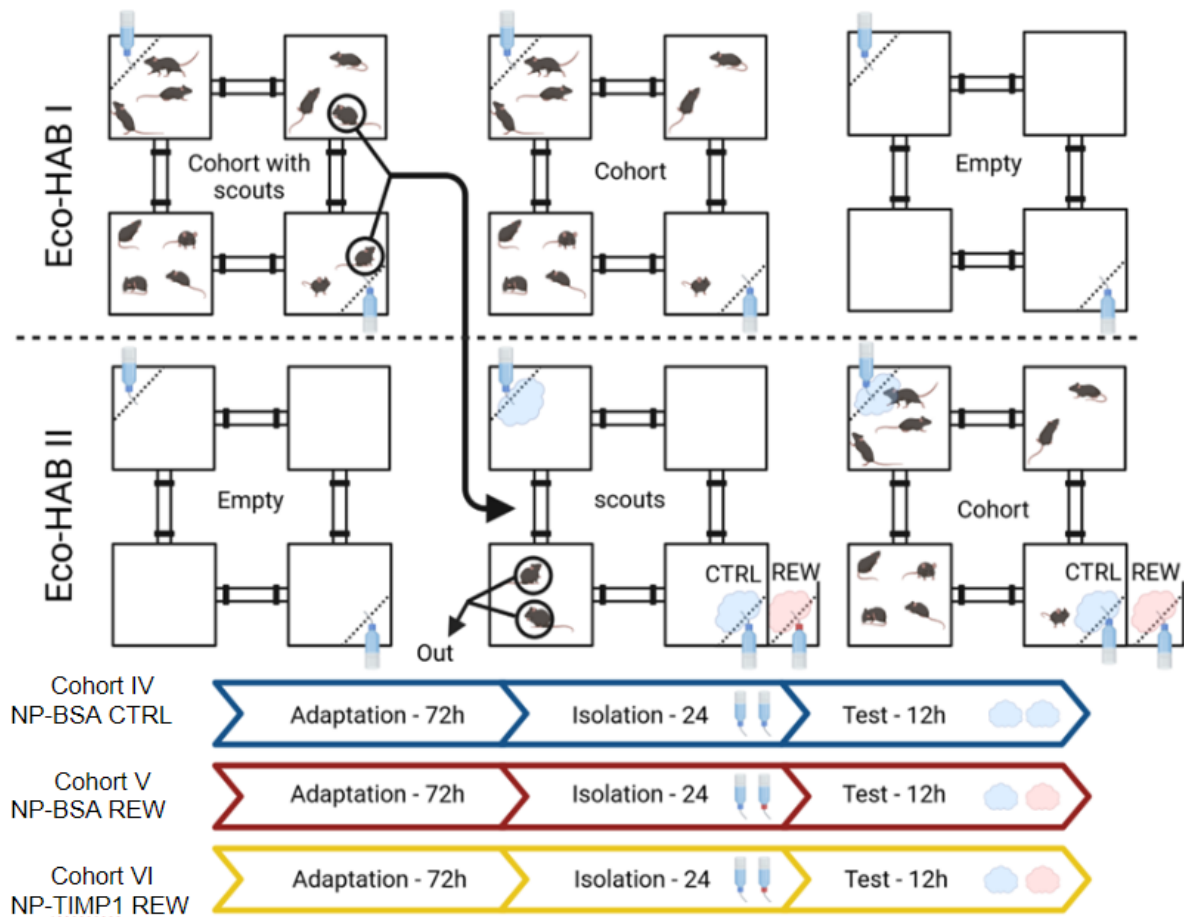 Eco-HAB I
Cohort with
scouts
Cohort
Empty
Eco-HAB II
Empty
scouts
Cohort
CTRL
REW
CTRL
REW
Out
Cohort IV
NP-BSA CTRL
Adaptation - 72h
Isolation - 24
Test - 12h
Cohort V
NP-BSA REW
Adaptation - 72h
Isolation - 24
Test - 12h
Cohort VI
NP-TIMP1 REW
Adaptation - 72h
Isolation - 24
Test - 12h